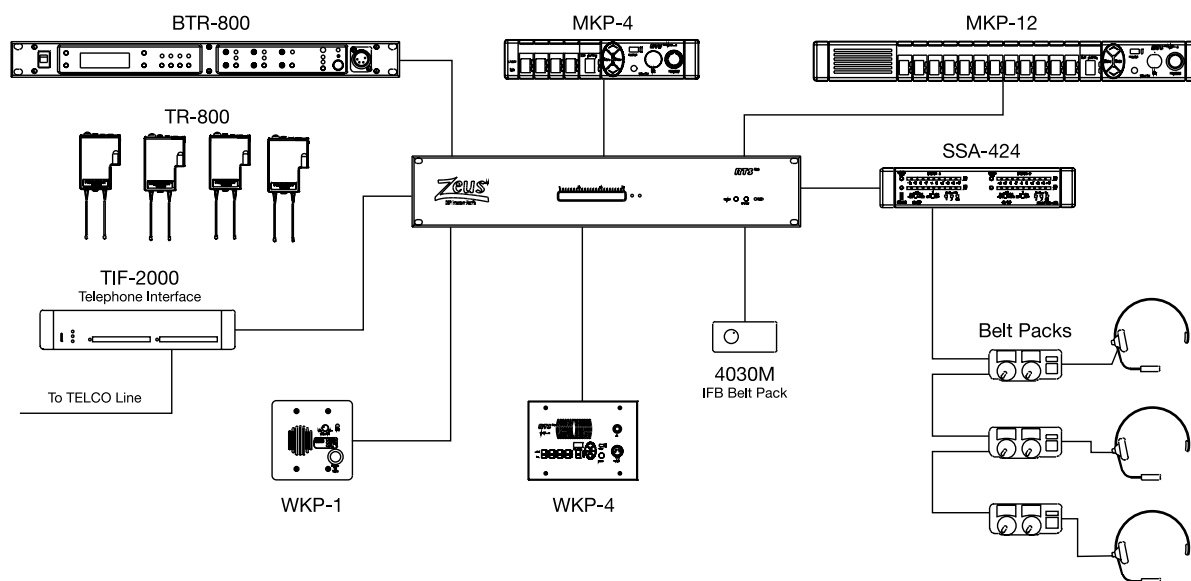 BTR-800
MKP-4
MKP-12
TR-800
SSA-424
Zeus
RTS
TIF-2000
Telephone Interface
Belt Packs
To TELCO Line
4030M
IFB Belt Pack
WKP-1
WKP-4